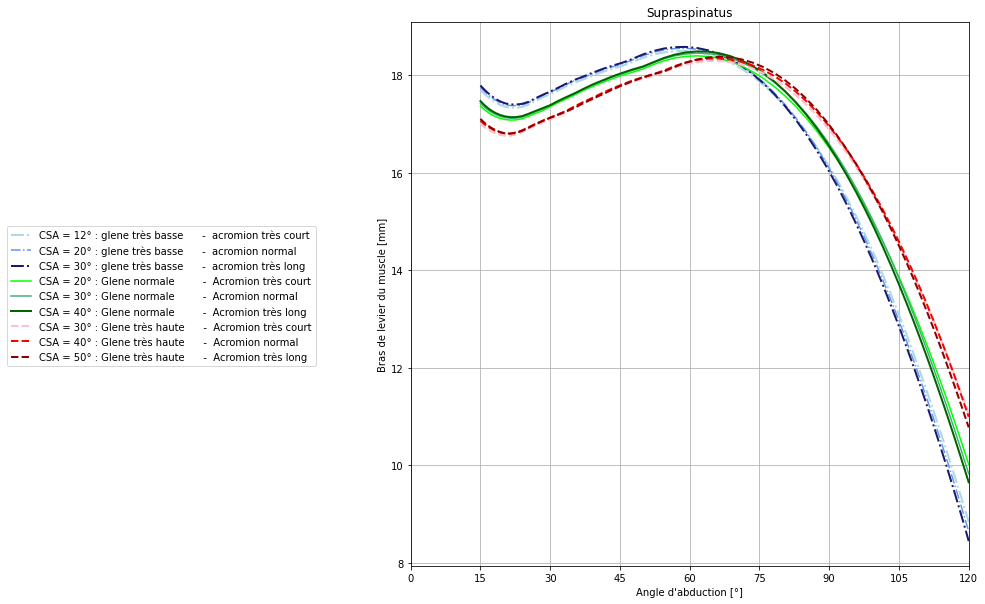 Supraspinatus
Bras de levier du muscle [mm]
18
16
14
12
10
8
CSA = 12° : glene très basse - acromion très court
CSA = 20° : glene très basse - acromion normal
CSA = 30° : glene très basse - acromion très long
CSA = 20° : Glene normale - Acromion très court
CSA = 30° : Glene normale - Acromion normal
CSA = 40° : Glene normale - Acromion très long
CSA = 30° : Glene très haute - Acromion très court
CSA = 40° : Glene très haute - Acromion normal
CSA = 50° : Glene très haute - Acromion très long
0 15 30 45 60 75 90 105 120
Angle d'abduction [°]